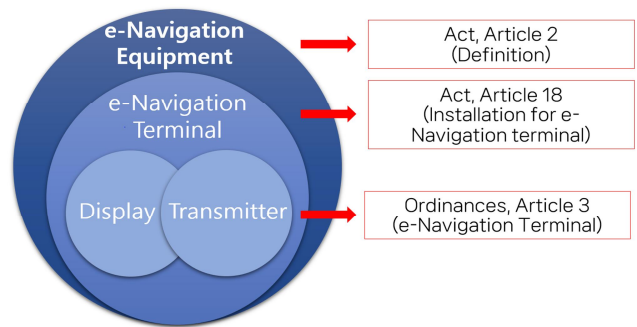 e-Navigation
Equipment
Act, Article 2
(Definition)
e-Navigation
Terminal
Act, Article 18
(Installation for e-
Navigation terminal)
Display
Transmitter
Ordinances, Article 3
(e-Navigation Terminal)